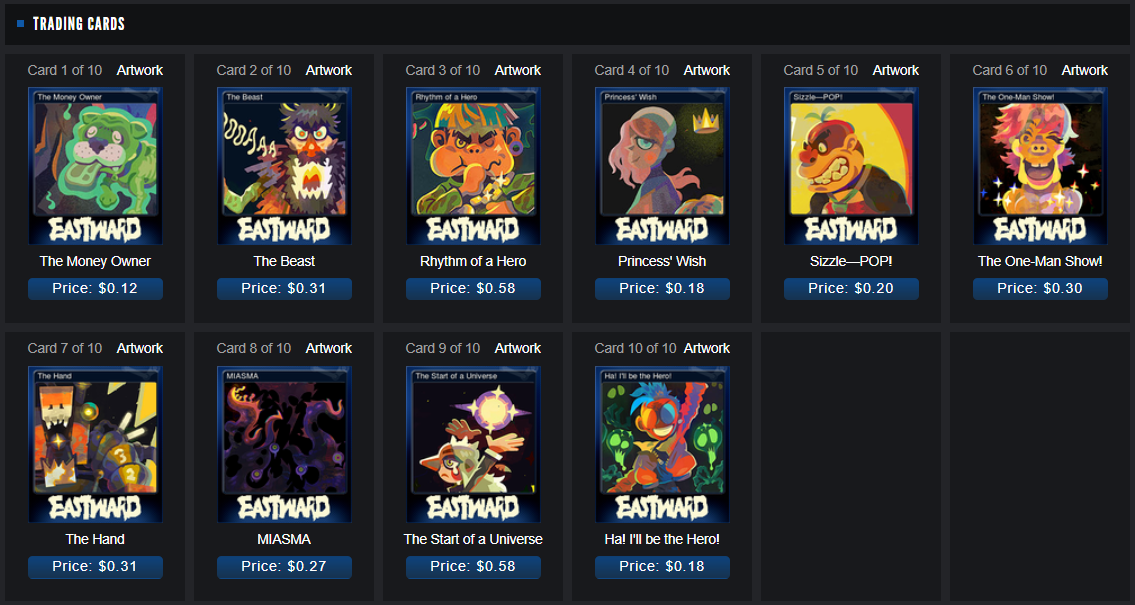 TRADING CARDS
Card 1 of 10 Artwork
The Money Owner
EASTWARD
The Money Owner
Price: $0.12
Card 2 of 10 Artwork
The Beast
OOOAAA
EASTWARD
The Beast
Price: $0.31
Card 3 of 10 Artwork
Rhythm of a Hero
EASTWARD
Rhythm of a Hero
Price: $0.58
Card 4 of 10 Artwork
Princess' Wish
EASTWARD
Princess' Wish
Price: $0.18
Card 5 of 10 Artwork
Sizzle—POP!
EASTWARD
Sizzle—POP!
Price: $0.20
Card 6 of 10 Artwork
The One-Man Show!
EASTWARD
The One-Man Show!
Price: $0.30
Card 7 of 10 Artwork
The Hand
3
2
EASTWARD
The Hand
Price: $0.31
Card 8 of 10 Artwork
MIASMA
EASTWARD
MIASMA
Price: $0.27
Card 9 of 10 Artwork
The Start of a Universe
EASTWARD
The Start of a Universe
Price: $0.58
Card 10 of 10 Artwork
Ha! I'll be the Hero!
EASTWARD
Ha! I'll be the Hero!
Price: $0.18